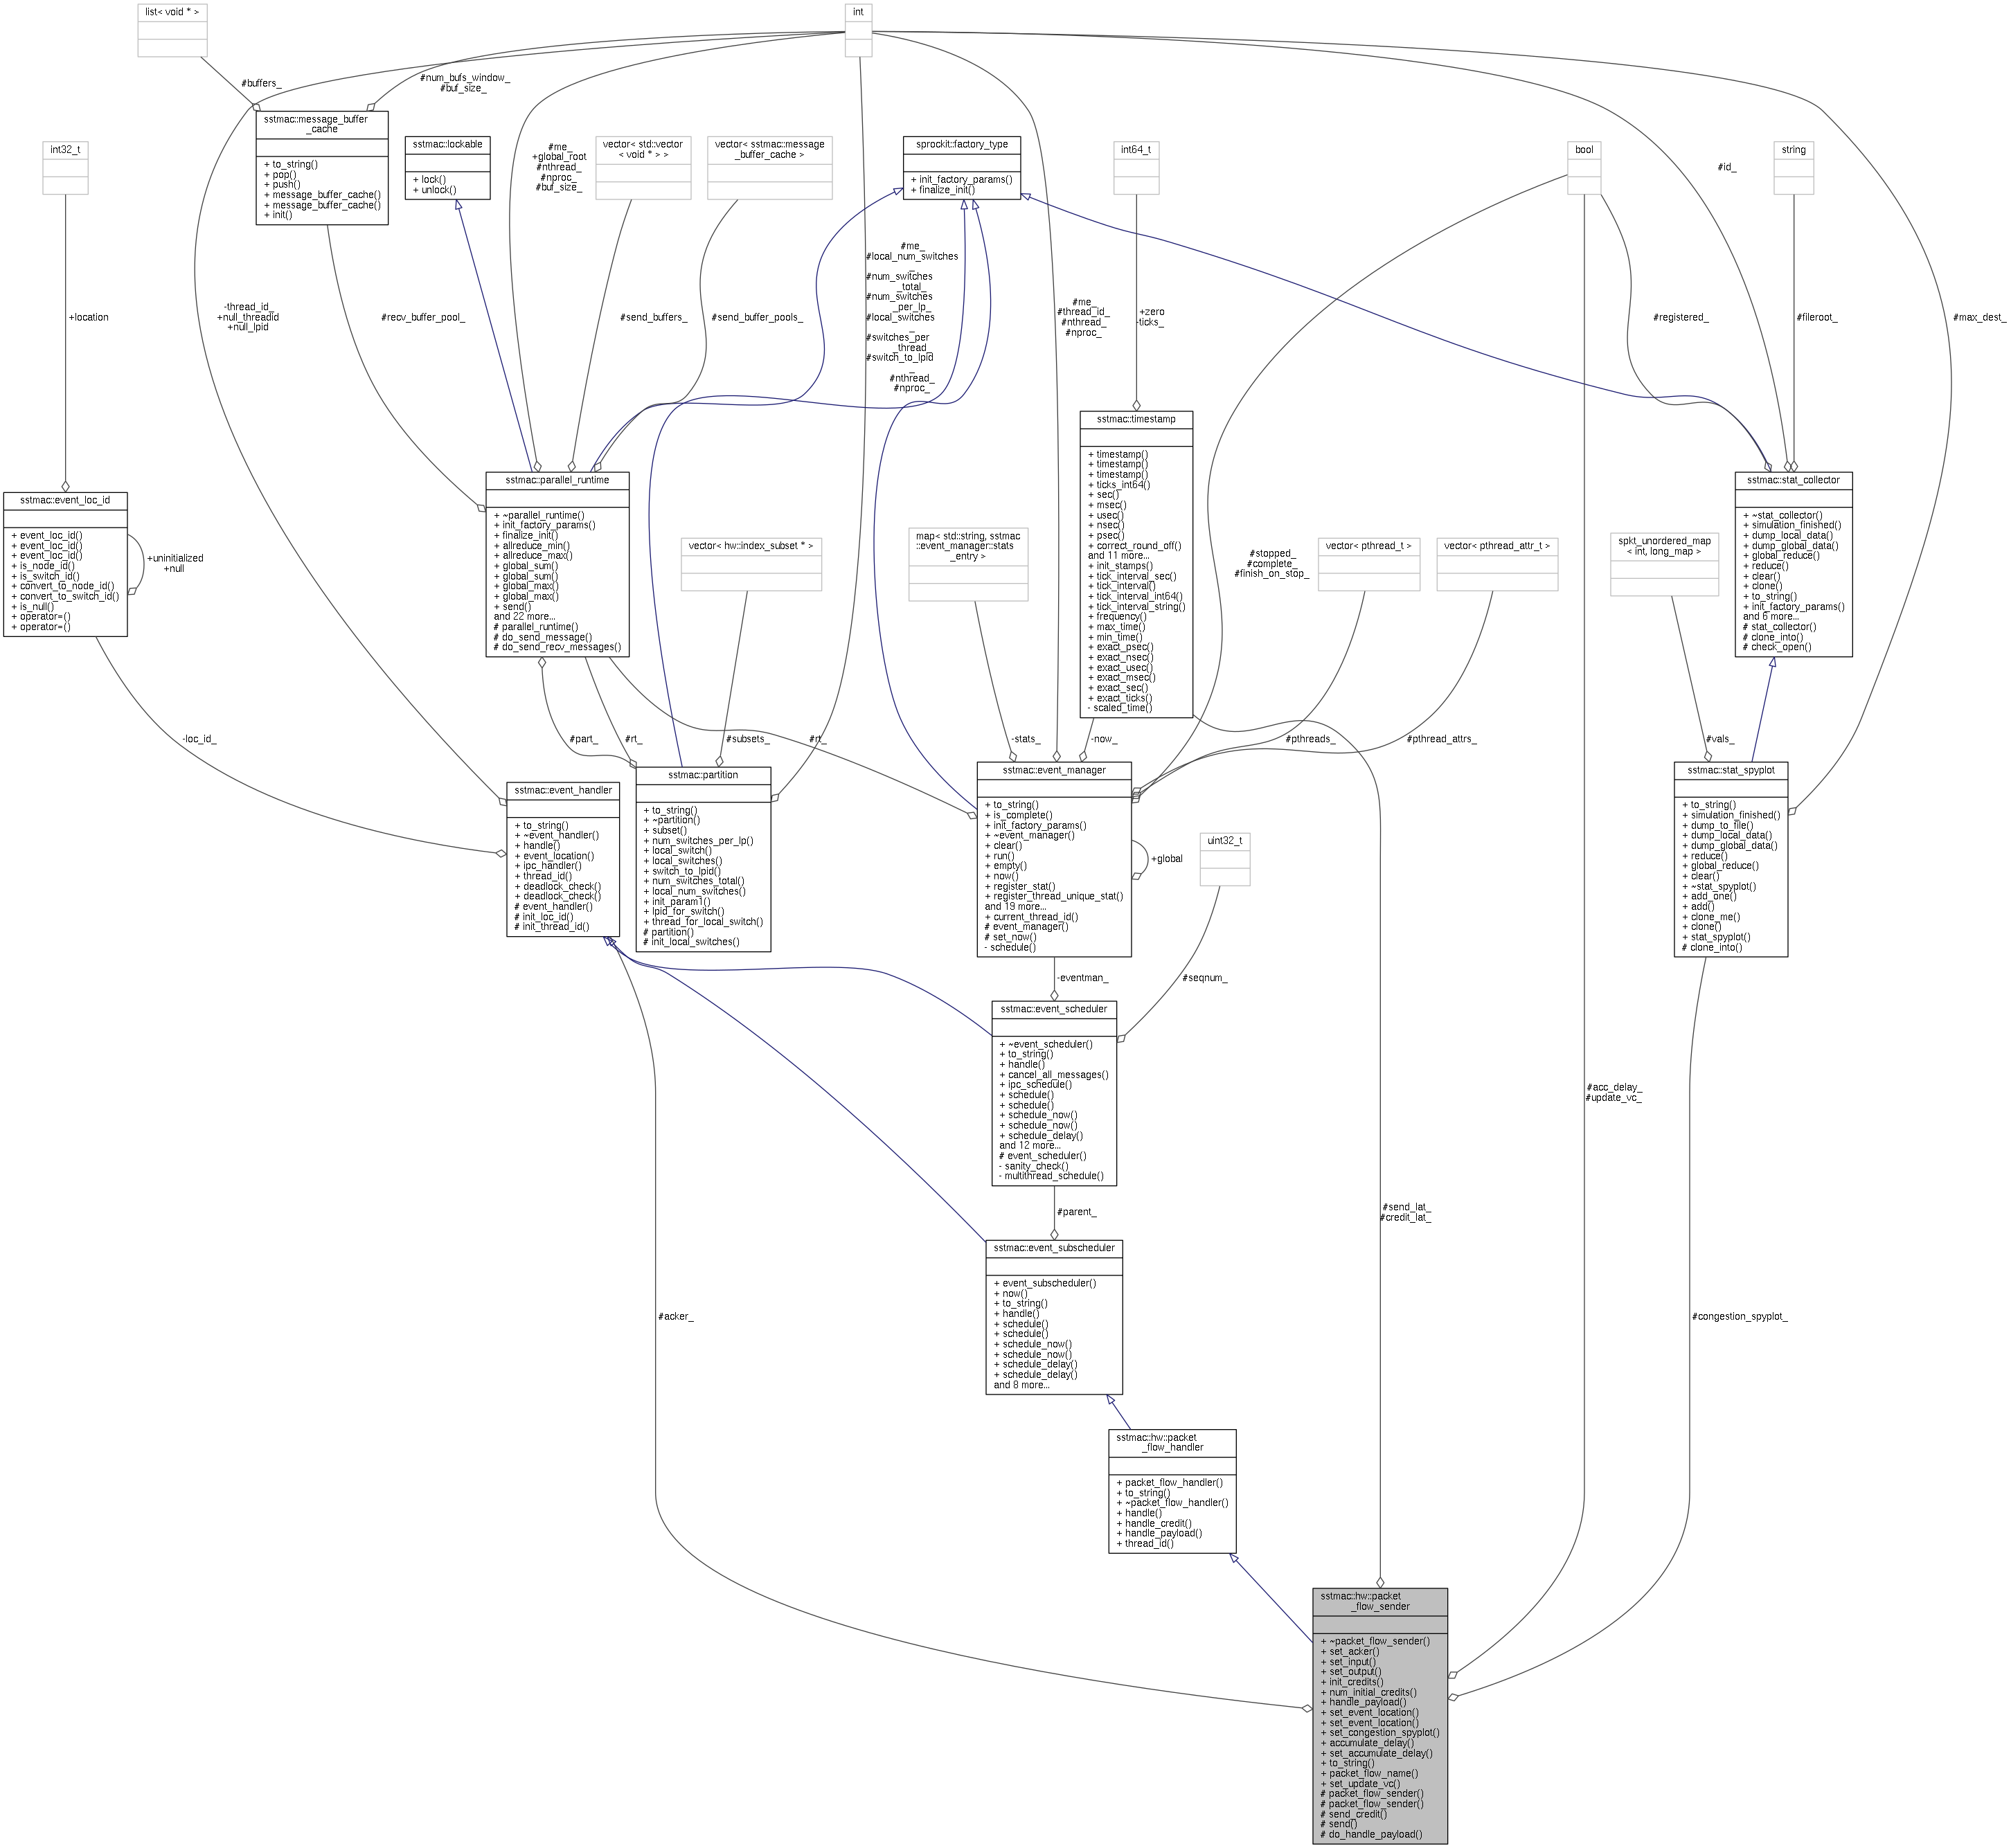 list< void * >
int
#buffers_
#num_bufs_window_
#buf_size_
sstmac::message_buffer
_cache
+ to_string()
+ pop()
+ push()
+ message_buffer_cache()
+ message_buffer_cache()
+ init()
int32_t
sstmac::lockable
+ lock()
+ unlock()
#me_
+global_root
#nthread_
#nproc_
#buf_size_
vector< std::vector
< void * > >
vector< sstmac::message
_buffer_cache >
sprockit::factory_type
+ init_factory_params()
+ finalize_init()
int64_t
bool
string
#id_
+location
-thread_id_
+null_threadid
+null_lpid
#recv_buffer_pool_
#send_buffers_
#send_buffer_pools_
#me_
#local_num_switches
_
#num_switches
_total_
#num_switches
_per_lp_
#local_switches
_
#switches_per
_thread_
#switch_to_lpid
_
#nthread_
#nproc_
#me_
#thread_id_
#nthread_
#nproc_
+zero
-ticks_
#registered_
#fileroot_
#max_dest_
sstmac::event_loc_id
+ event_loc_id()
+ event_loc_id()
+ event_loc_id()
+ is_node_id()
+ is_switch_id()
+ convert_to_node_id()
+ convert_to_switch_id()
+ is_null()
+ operator=()
+ operator=()
+uninitialized
+null
sstmac::parallel_runtime
+ ~parallel_runtime()
+ init_factory_params()
+ finalize_init()
+ allreduce_min()
+ allreduce_max()
+ global_sum()
+ global_sum()
+ global_max()
+ global_max()
+ send()
and 22 more...
# parallel_runtime()
# do_send_message()
# do_send_recv_messages()
vector< hw::index_subset * >
map< std::string, sstmac
::event_manager::stats
_entry >
sstmac::timestamp
+ timestamp()
+ timestamp()
+ timestamp()
+ ticks_int64()
+ sec()
+ msec()
+ usec()
+ nsec()
+ psec()
+ correct_round_off()
and 11 more...
+ init_stamps()
+ tick_interval_sec()
+ tick_interval()
+ tick_interval_int64()
+ tick_interval_string()
+ frequency()
+ max_time()
+ min_time()
+ exact_psec()
+ exact_nsec()
+ exact_usec()
+ exact_msec()
+ exact_sec()
+ exact_ticks()
- scaled_time()
#stopped_
#complete_
#finish_on_stop_
vector< pthread_t >
vector< pthread_attr_t >
spkt_unordered_map
< int, long_map >
sstmac::stat_collector
+ ~stat_collector()
+ simulation_finished()
+ dump_local_data()
+ dump_global_data()
+ global_reduce()
+ reduce()
+ clear()
+ clone()
+ to_string()
+ init_factory_params()
and 6 more...
# stat_collector()
# clone_into()
# check_open()
-loc_id_
#part_
#rt_
#subsets_
#rt_
-stats_
-now_
#pthreads_
#pthread_attrs_
#vals_
sstmac::event_handler
+ to_string()
+ ~event_handler()
+ handle()
+ event_location()
+ ipc_handler()
+ thread_id()
+ deadlock_check()
+ deadlock_check()
# event_handler()
# init_loc_id()
# init_thread_id()
sstmac::partition
+ to_string()
+ ~partition()
+ subset()
+ num_switches_per_lp()
+ local_switch()
+ local_switches()
+ switch_to_lpid()
+ num_switches_total()
+ local_num_switches()
+ init_param1()
+ lpid_for_switch()
+ thread_for_local_switch()
# partition()
# init_local_switches()
sstmac::event_manager
+ to_string()
+ is_complete()
+ init_factory_params()
+ ~event_manager()
+ clear()
+ run()
+ empty()
+ now()
+ register_stat()
+ register_thread_unique_stat()
and 19 more...
+ current_thread_id()
# event_manager()
# set_now()
- schedule()
+global
uint32_t
sstmac::stat_spyplot
+ to_string()
+ simulation_finished()
+ dump_to_file()
+ dump_local_data()
+ dump_global_data()
+ reduce()
+ global_reduce()
+ clear()
+ ~stat_spyplot()
+ add_one()
+ add()
+ clone_me()
+ clone()
+ stat_spyplot()
# clone_into()
-eventman_
#seqnum_
sstmac::event_scheduler
+ ~event_scheduler()
+ to_string()
+ handle()
+ cancel_all_messages()
+ ipc_schedule()
+ schedule()
+ schedule()
+ schedule_now()
+ schedule_now()
+ schedule_delay()
and 12 more...
# event_scheduler()
- sanity_check()
- multithread_schedule()
#acc_delay_
#update_vc_
#parent_
#send_lat_
#credit_lat_
sstmac::event_subscheduler
+ event_subscheduler()
+ now()
+ to_string()
+ handle()
+ schedule()
+ schedule()
+ schedule_now()
+ schedule_now()
+ schedule_delay()
+ schedule_delay()
and 8 more...
#acker_
#congestion_spyplot_
sstmac::hw::packet
_flow_handler
+ packet_flow_handler()
+ to_string()
+ ~packet_flow_handler()
+ handle()
+ handle_credit()
+ handle_payload()
+ thread_id()
sstmac::hw::packet
_flow_sender
+ ~packet_flow_sender()
+ set_acker()
+ set_input()
+ set_output()
+ init_credits()
+ num_initial_credits()
+ handle_payload()
+ set_event_location()
+ set_event_location()
+ set_congestion_spyplot()
+ accumulate_delay()
+ set_accumulate_delay()
+ to_string()
+ packet_flow_name()
+ set_update_vc()
# packet_flow_sender()
# packet_flow_sender()
# send_credit()
# send()
# do_handle_payload()